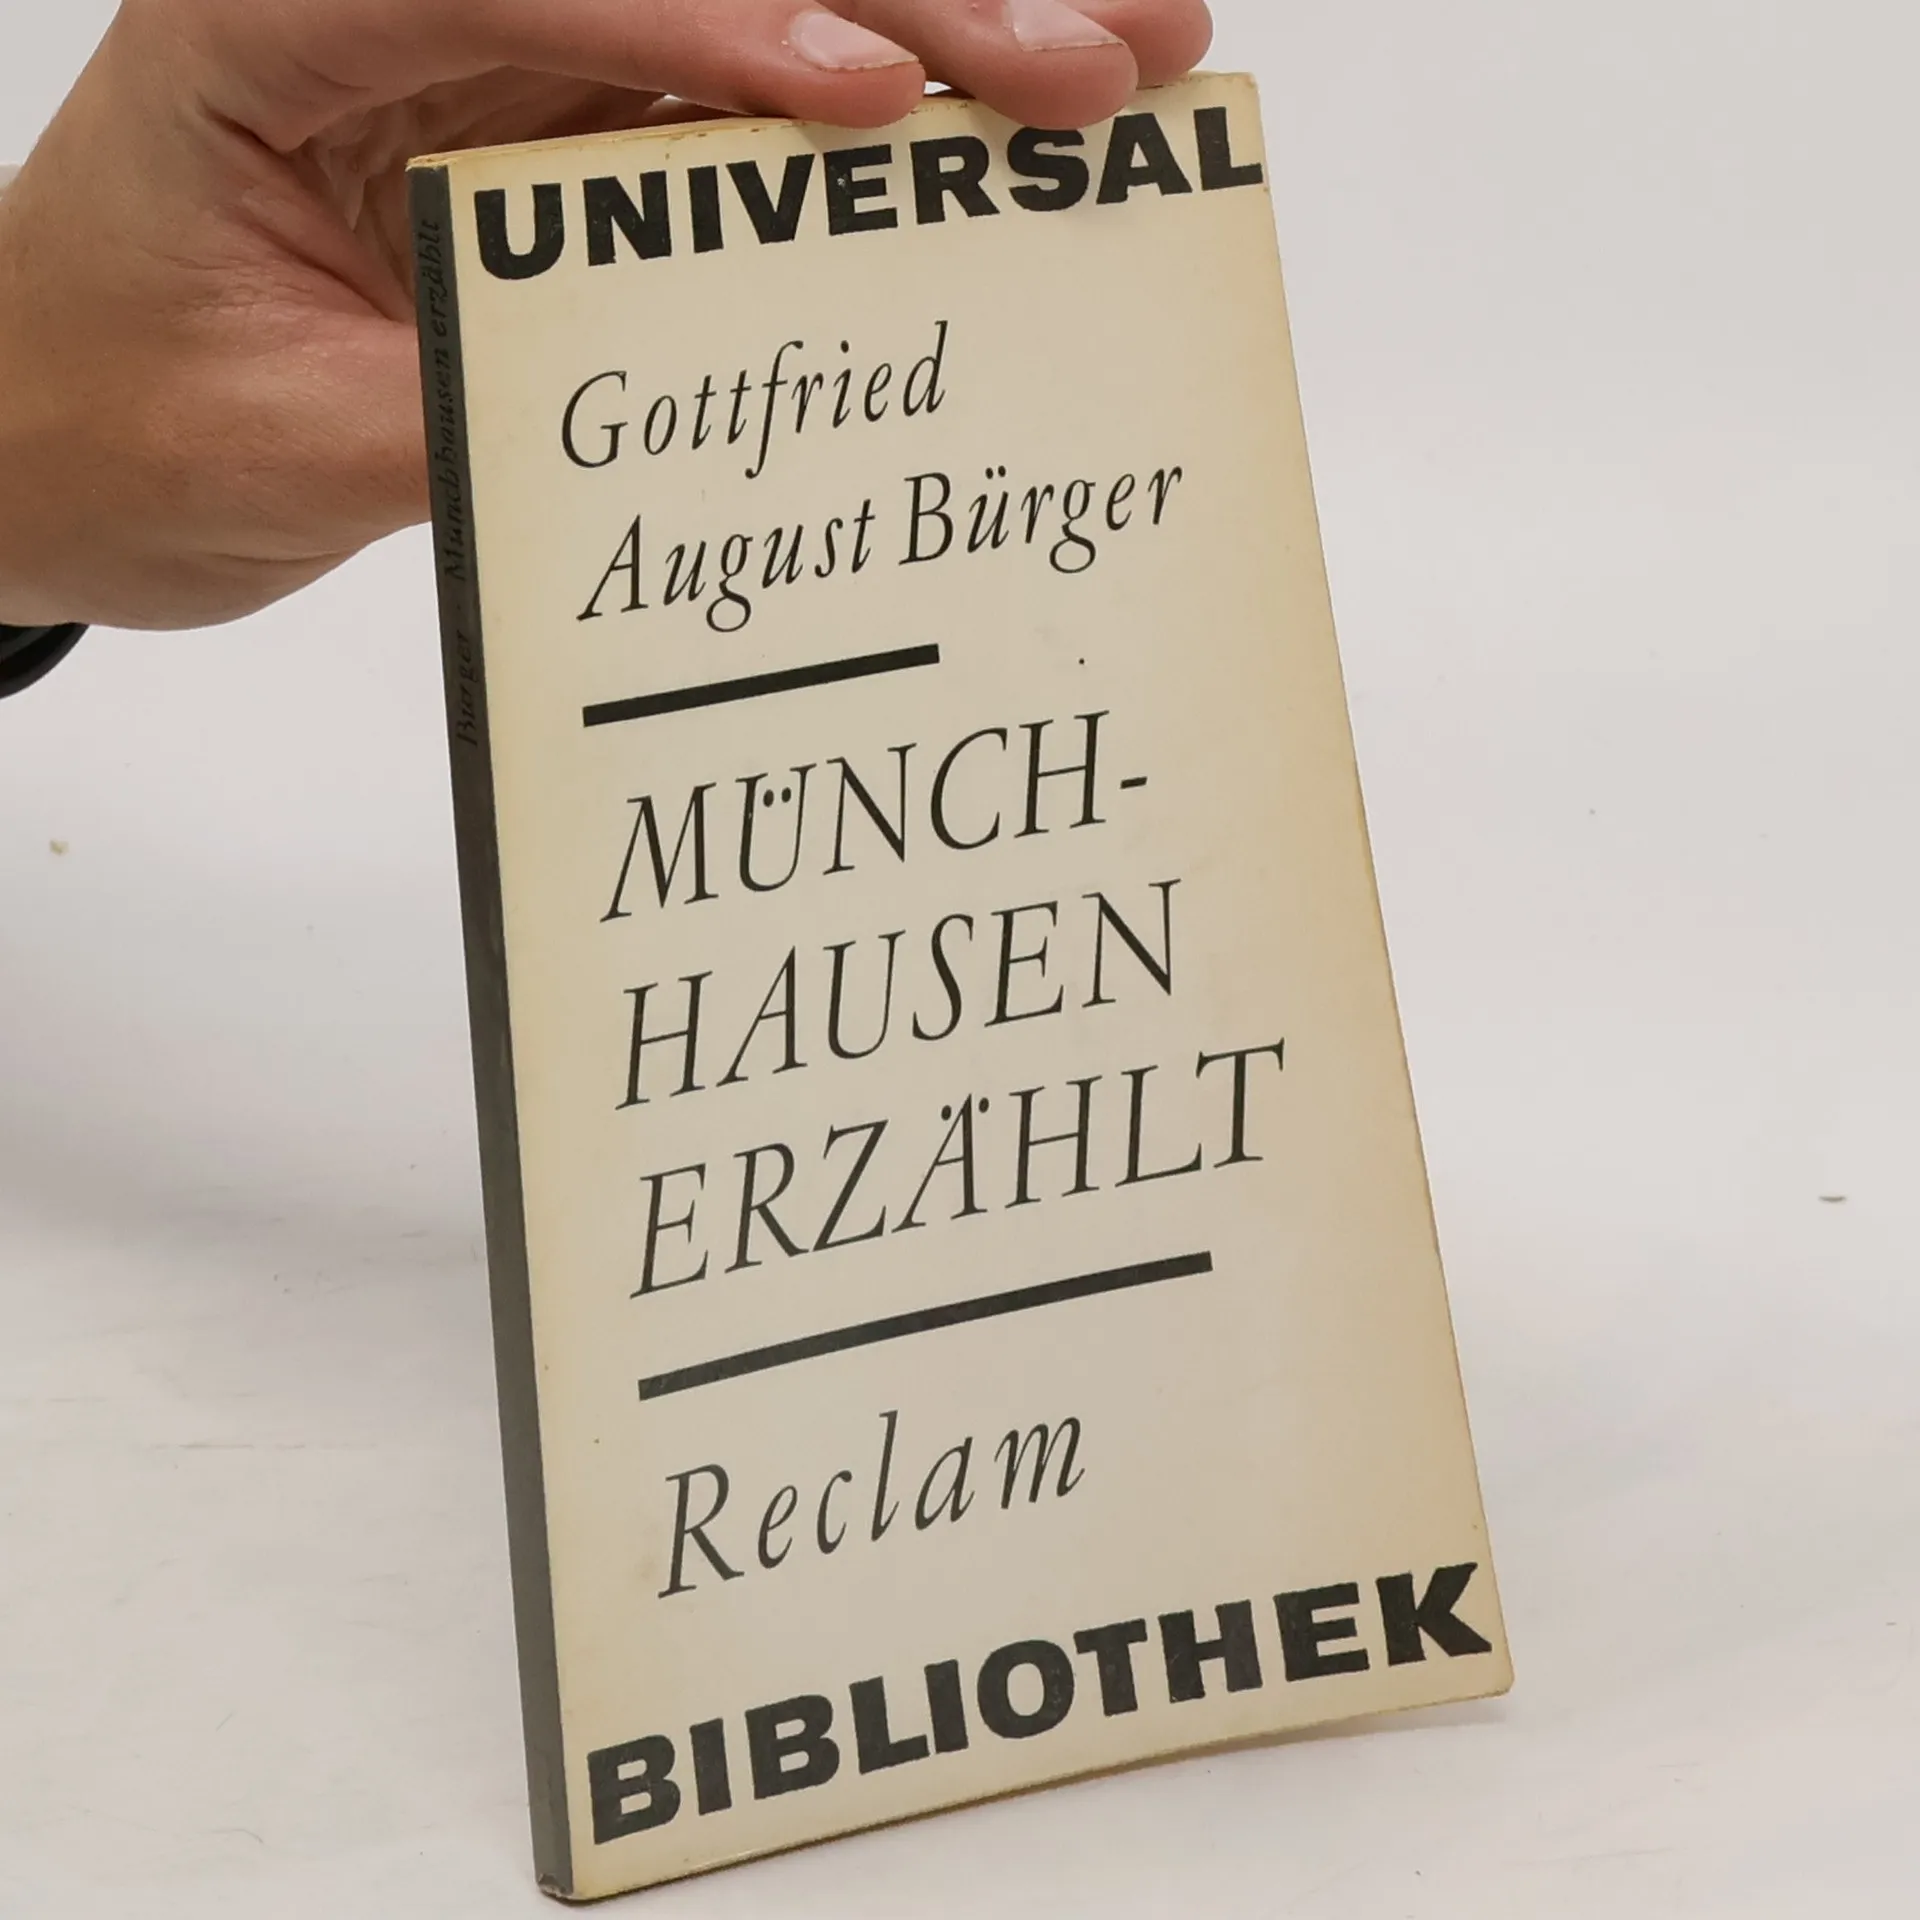 UNIVERSAL
Gottfried
August Bürger
MÜNCH-
HAUSEN
ERZÄHLT
Reclam
BIBLIOTHEK
Bürger · Münchhausen erzählt